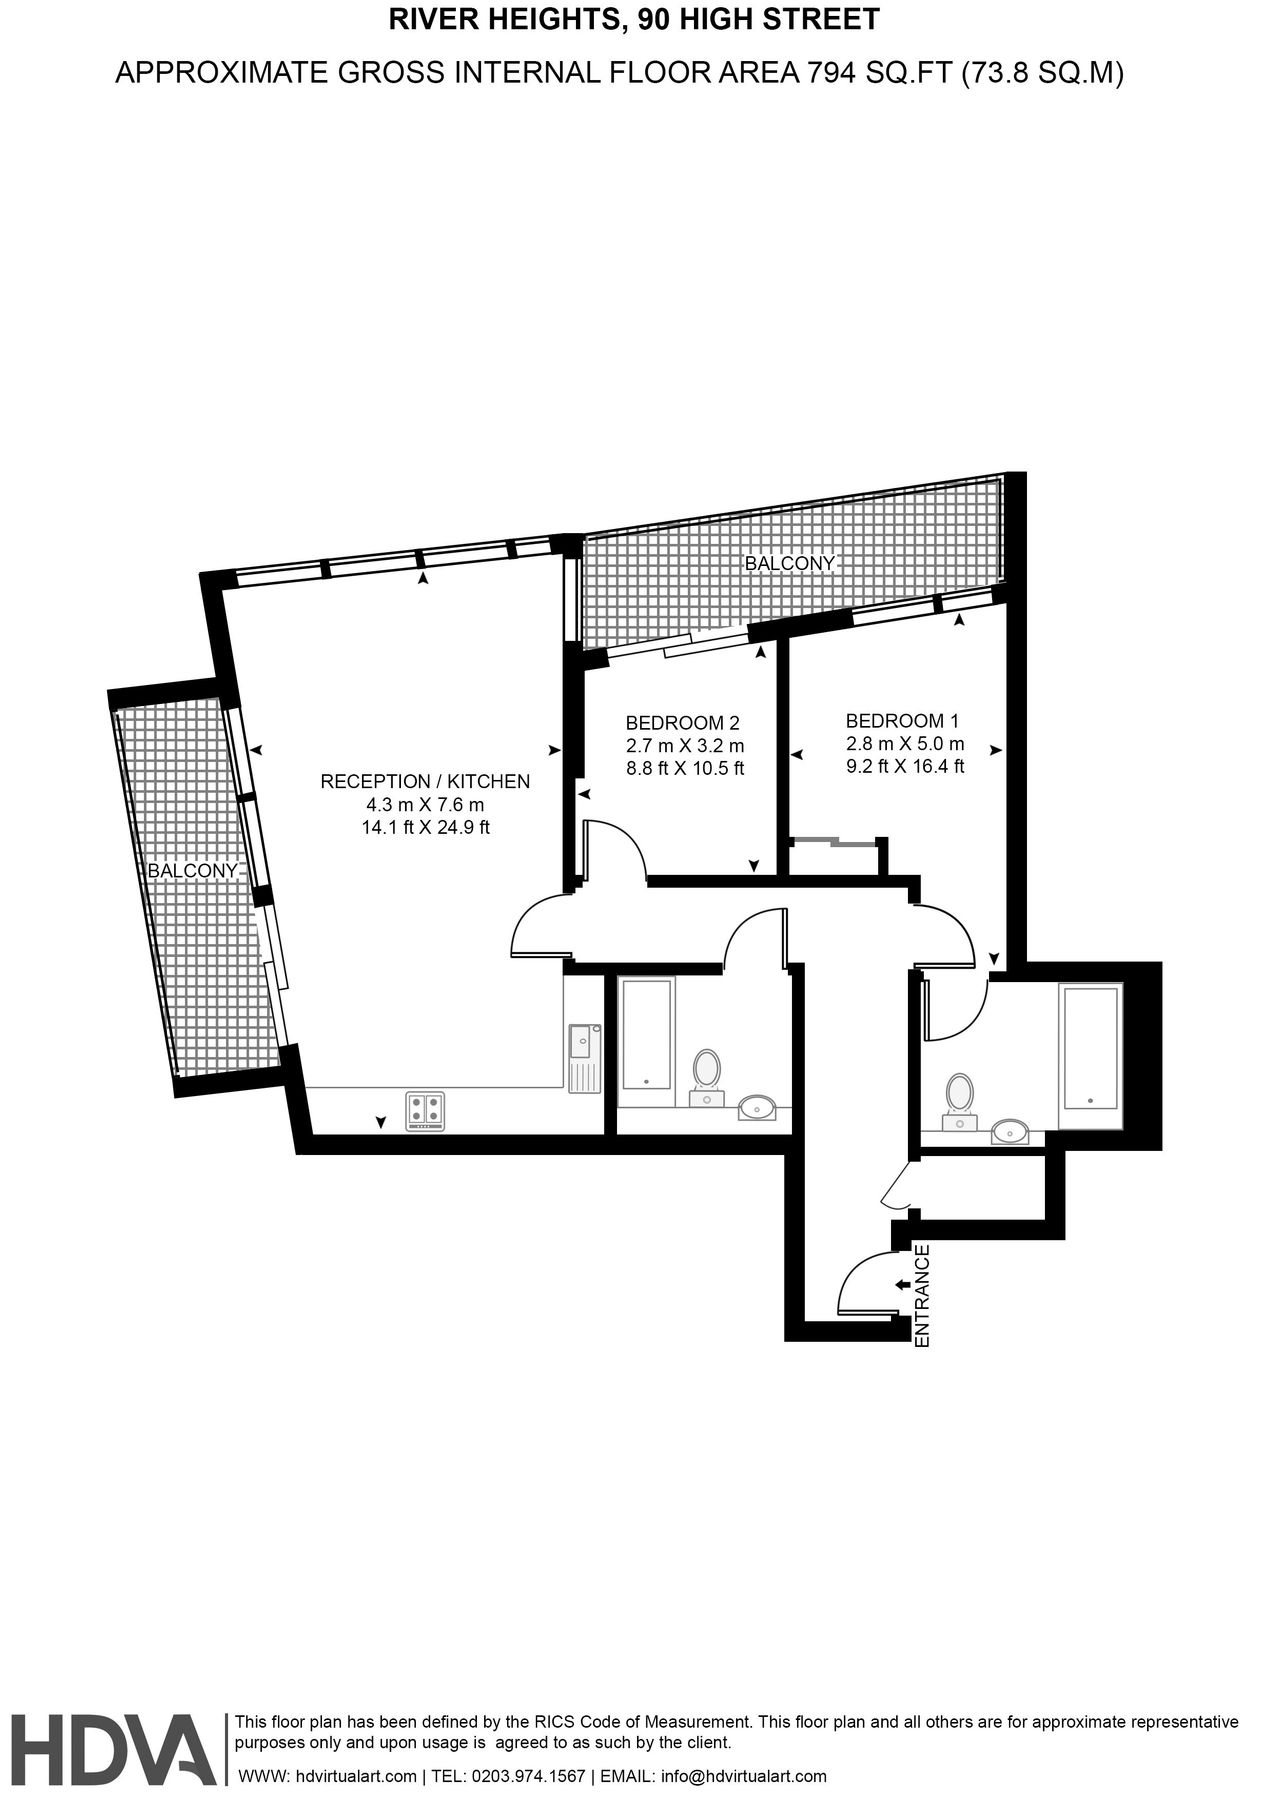 RIVER HEIGHTS, 90 HIGH STREET
APPROXIMATE GROSS INTERNAL FLOOR AREA 794 SQ.FT (73.8 SQ.M)
BALCONY
BEDROOM 2
2.7 m X 3.2 m
8.8 ft X 10.5 ft
BEDROOM 1
2.8 m X 5.0 m
9.2 ft X 16.4 ft
RECEPTION / KITCHEN
4.3 m X 7.6 m
14.1 ft X 24.9 ft
BALCONY
ENTRANCE
HDVA
This floor plan has been defined by the RICS Code of Measurement. This floor plan and all others are for approximate representative
purposes only and upon usage is agreed to as such by the client.
WWW: hdvirtualart.com | TEL: 0203.974.1567 | EMAIL: info@hdvirtualart.com